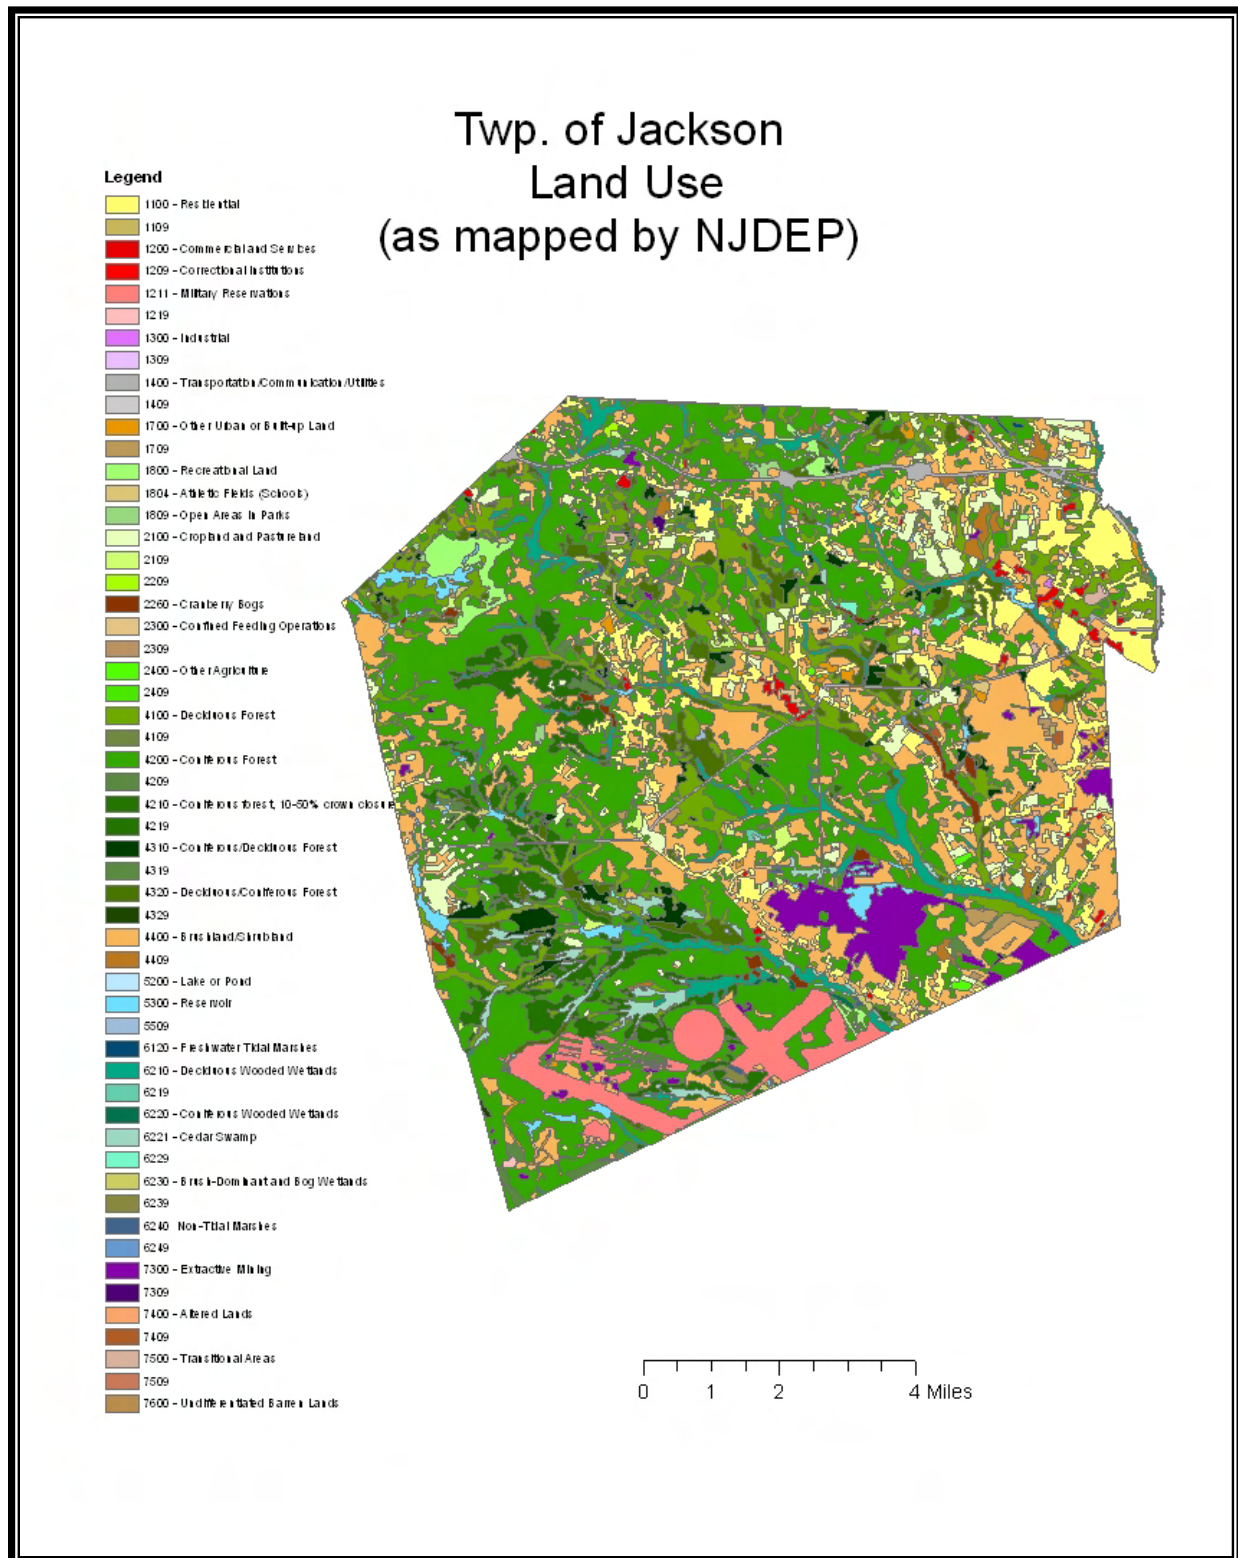 Twp. of Jackson
Land Use
(as mapped by NJDEP)
Legend
1100 - Residential
1109
1200 - Commercial and Services
1209 - Correctional Institutions
1211 - Military Reservations
1219
1300 - Industrial
1309
1400 - Transportation/Communication/Utilities
1409
1700 - Other Urban or Built-up Land
1709
1800 - Recreational Land
1804 - Athletic Fields (Schools)
1809 - Open Areas in Parks
2100 - Cropland and Pastureland
2109
2209
2260 - Cranberry Bogs
2300 - Confined Feeding Operations
2309
2400 - Other Agriculture
2409
4100 - Deciduous Forest
4109
4200 - Coniferous Forest
4209
4210 - Coniferous forest, 10-50% crown closure
4219
4310 - Coniferous/Deciduous Forest
4319
4320 - Deciduous/Coniferous Forest
4329
4400 - Brushland/Shrubland
4409
5200 - Lake or Pond
5300 - Reservoir
5509
6120 - Freshwater Tidal Marshes
6210 - Deciduous Wooded Wetlands
6219
6220 - Coniferous Wooded Wetlands
6221 - Cedar Swamp
6229
6230 - Brush-Dominant and Bog Wetlands
6239
6240 Non-Tidal Marshes
6249
7300 - Extractive Mining
7309
7400 - Altered Lands
7409
7500 - Transitional Areas
7509
7600 - Undifferentiated Barren Lands
0 1 2 4 Miles